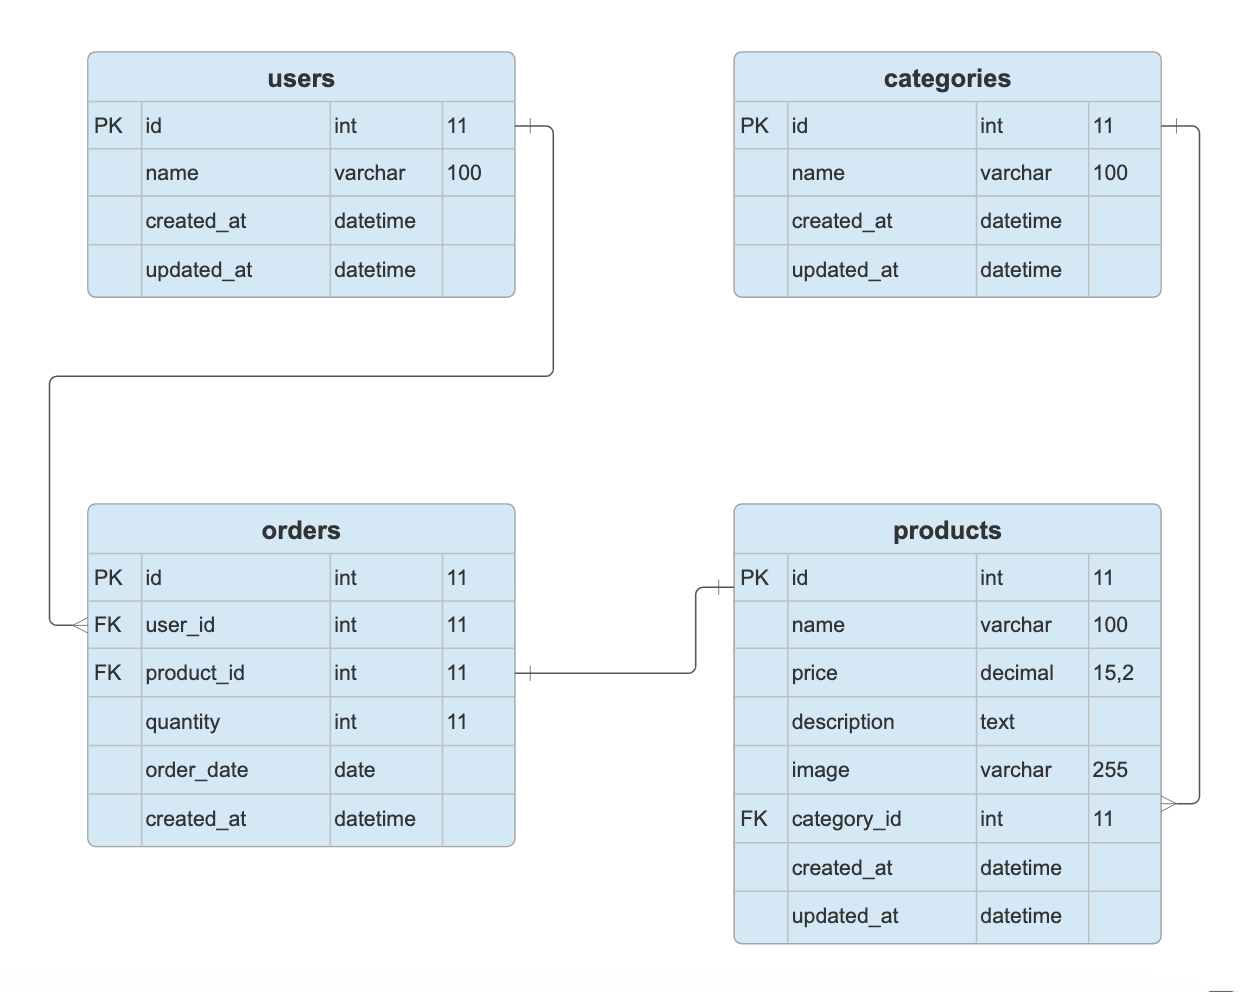 users
PK id int 11
name varchar 100
created_at datetime
updated_at datetime
categories
PK id int 11
name varchar 100
created_at datetime
updated_at datetime
orders
PK id int 11
FK user_id int 11
FK product_id int 11
quantity int 11
order_date date
created_at datetime
products
PK id int 11
name varchar 100
price decimal 15,2
description text
image varchar 255
FK category_id int 11
created_at datetime
updated_at datetime